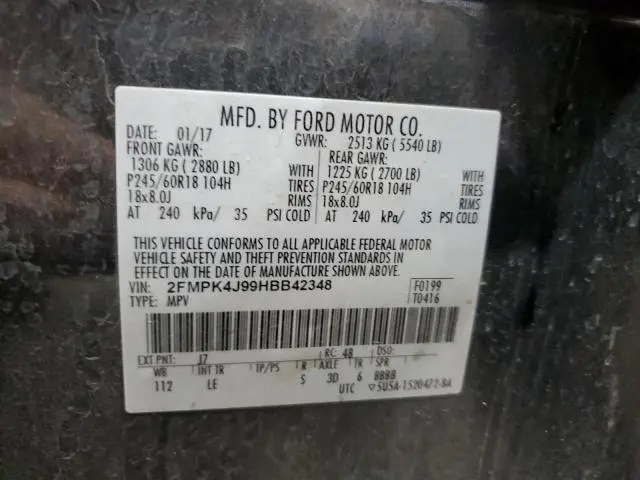 MFD. BY FORD MOTOR CO.
DATE: 01/17 GVWR: 2513 KG ( 5540 LB)
FRONT GAWR: REAR GAWR:
1306 KG ( 2880 LB) WITH 1225 KG ( 2700 LB) WITH
P245/60R18 104H TIRES P245/60R18 104H TIRES
18x8.0J RIMS 18x8.0J RIMS
AT 240 kPa/ 35 PSI COLD AT 240 kPa/ 35 PSI COLD
THIS VEHICLE CONFORMS TO ALL APPLICABLE FEDERAL MOTOR
VEHICLE SAFETY AND THEFT PREVENTION STANDARDS IN
EFFECT ON THE DATE OF MANUFACTURE SHOWN ABOVE.
VIN: 2FMPK4J99HBB42348 F0199
TYPE: MPV T0416
EXT PNT: J7 RC: 48 DSO:
WB INT TR TP/PS R AXLE TR SPR
112 LE S 3D 6 BBBB
UTC ▽5U5A-1520472-BA